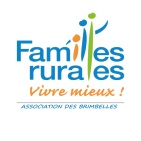 Familles
rurales
Vivre mieux !
ASSOCIATION DES BRIMBELLES